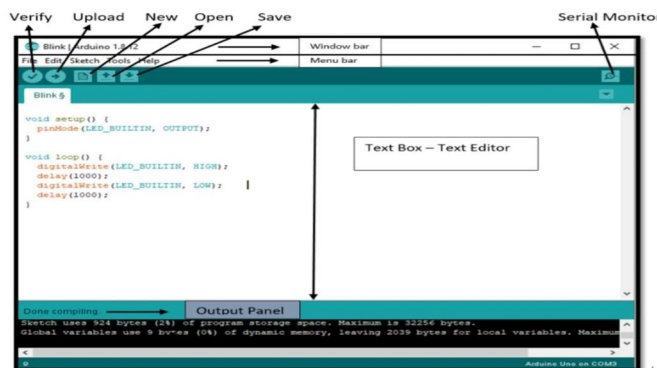 Verify Upload New Open Save Serial Monitor
Blink | Arduino 1.8.12 Window bar
File Edit Sketch Tools Help Menu bar
Blink §
void setup() {
pinMode(LED_BUILTIN, OUTPUT);
}
void loop() {
digitalWrite(LED_BUILTIN, HIGH);
delay(1000);
digitalWrite(LED_BUILTIN, LOW);
delay(1000);
}
Text Box – Text Editor
Done compiling. Output Panel
Sketch uses 924 bytes (2%) of program storage space. Maximum is 32256 bytes.
Global variables use 9 bytes (0%) of dynamic memory, leaving 2039 bytes for local variables. Maximum
9 Arduino Uno on COM3